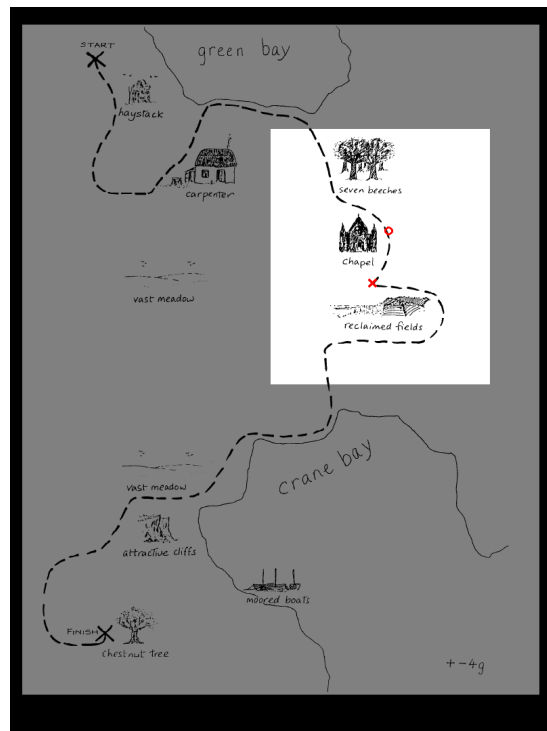 START
green bay
haystack
carpenter
seven beeches
chapel
vast meadow
reclaimed fields
crane bay
vast meadow
attractive cliffs
moored boats
FINISH
chestnut tree
+-4g